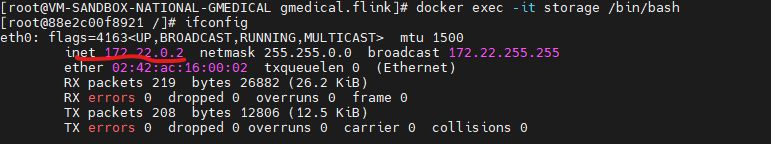 [root@VM-SANDBOX-NATIONAL-GMEDICAL gmedical.flink]# docker exec -it storage /bin/bash
[root@88e2c00f8921 /]# ifconfig
eth0: flags=4163<UP,BROADCAST,RUNNING,MULTICAST>  mtu 1500
        inet 172.22.0.2  netmask 255.255.0.0  broadcast 172.22.255.255
        ether 02:42:ac:16:00:02  txqueuelen 0  (Ethernet)
        RX packets 219  bytes 26882 (26.2 KiB)
        RX errors 0  dropped 0  overruns 0  frame 0
        TX packets 208  bytes 12806 (12.5 KiB)
        TX errors 0  dropped 0 overruns 0  carrier 0  collisions 0